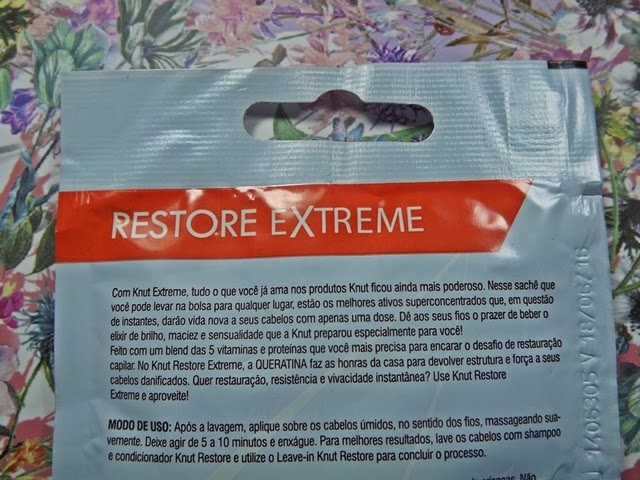 RESTORE EXTREME
Com Knut Extreme, tudo o que você já ama nos produtos Knut ficou ainda mais poderoso. Nesse sachê que
você pode levar na bolsa para qualquer lugar, estão os melhores ativos superconcentrados que, em questão
de instantes, darão vida nova a seus cabelos com apenas uma dose. Dê aos seus fios o prazer de beber o
elixir de brilho, maciez e sensualidade que a Knut preparou especialmente para você!
Feito com um blend das 5 vitaminas e proteínas que você mais precisa para encarar o desafio de restauração
capilar. No Knut Restore Extreme, a QUERATINA faz as honras da casa para devolver estrutura e força a seus
cabelos danificados. Quer restauração, resistência e vivacidade instantânea? Use Knut Restore
Extreme e aproveite!
MODO DE USO: Após a lavagem, aplique sobre os cabelos úmidos, no sentido dos fios, massageando sua-
vemente. Deixe agir de 5 a 10 minutos e enxágue. Para melhores resultados, lave os cabelos com shampoo
e condicionador Knut Restore e utilize o Leave-in Knut Restore para concluir o processo.
crianças. Não
1405305 V 18/06/16